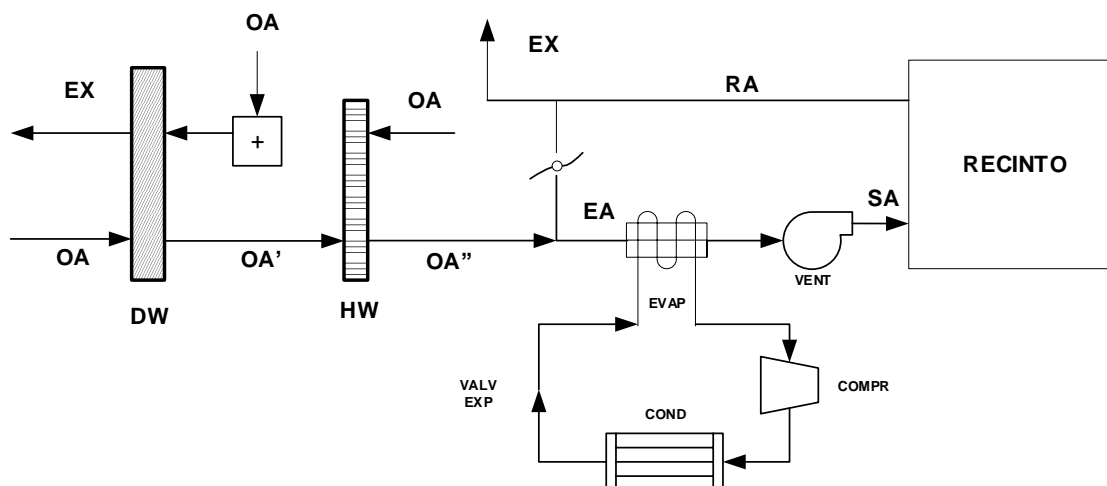 OA
EX
RA
EX
OA
+
RECINTO
SA
EA
OA
OA'
OA”
VENT
DW
HW
EVAP
VALV
EXP
COMPR
COND